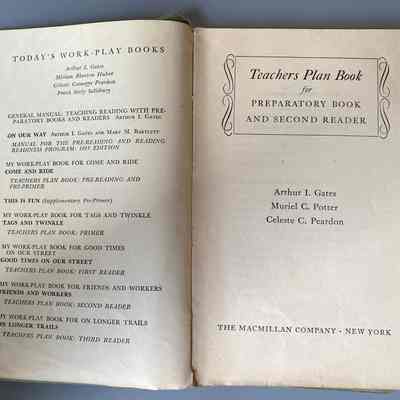 TODAY'S WORK-PLAY BOOKS
Arthur I. Gates
Miriam Blanton Huber
Celeste Comegys Peardon
Frank Seely Salisbury
GENERAL MANUAL: TEACHING READING WITH PRE-
PARATORY BOOKS AND READERS Arthur I. Gates
ON OUR WAY Arthur I. Gates and Mary M. Bartlett
MANUAL FOR THE PRE-READING AND READING
READINESS PROGRAM: 1957 EDITION
MY WORK-PLAY BOOK FOR COME AND RIDE
COME AND RIDE
TEACHERS PLAN BOOK: PRE-READING AND
PRE-PRIMER
THIS IS FUN (Supplementary Pre-Primer)
MY WORK-PLAY BOOK FOR TAGS AND TWINKLE
TAGS AND TWINKLE
TEACHERS PLAN BOOK: PRIMER
MY WORK-PLAY BOOK FOR GOOD TIMES
ON OUR STREET
GOOD TIMES ON OUR STREET
TEACHERS PLAN BOOK: FIRST READER
MY WORK-PLAY BOOK FOR FRIENDS AND WORKERS
FRIENDS AND WORKERS
TEACHERS PLAN BOOK: SECOND READER
MY WORK-PLAY BOOK FOR ON LONGER TRAILS
ON LONGER TRAILS
TEACHERS PLAN BOOK: THIRD READER
Teachers Plan Book
for
PREPARATORY BOOK
AND SECOND READER
Arthur I. Gates
Muriel C. Potter
Celeste C. Peardon
THE MACMILLAN COMPANY · NEW YORK